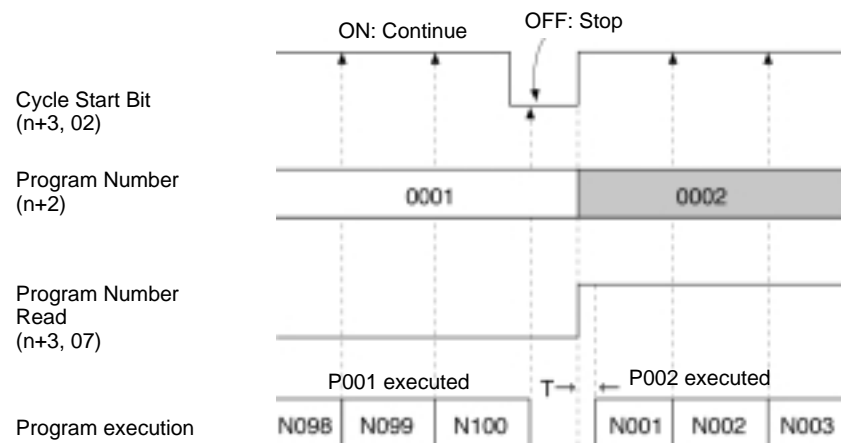 ON: Continue
OFF: Stop
Cycle Start Bit
(n+3, 02)
Program Number
(n+2)
0001
0002
Program Number
Read
(n+3, 07)
P001 executed
T
P002 executed
Program execution
N098
N099
N100
N001
N002
N003